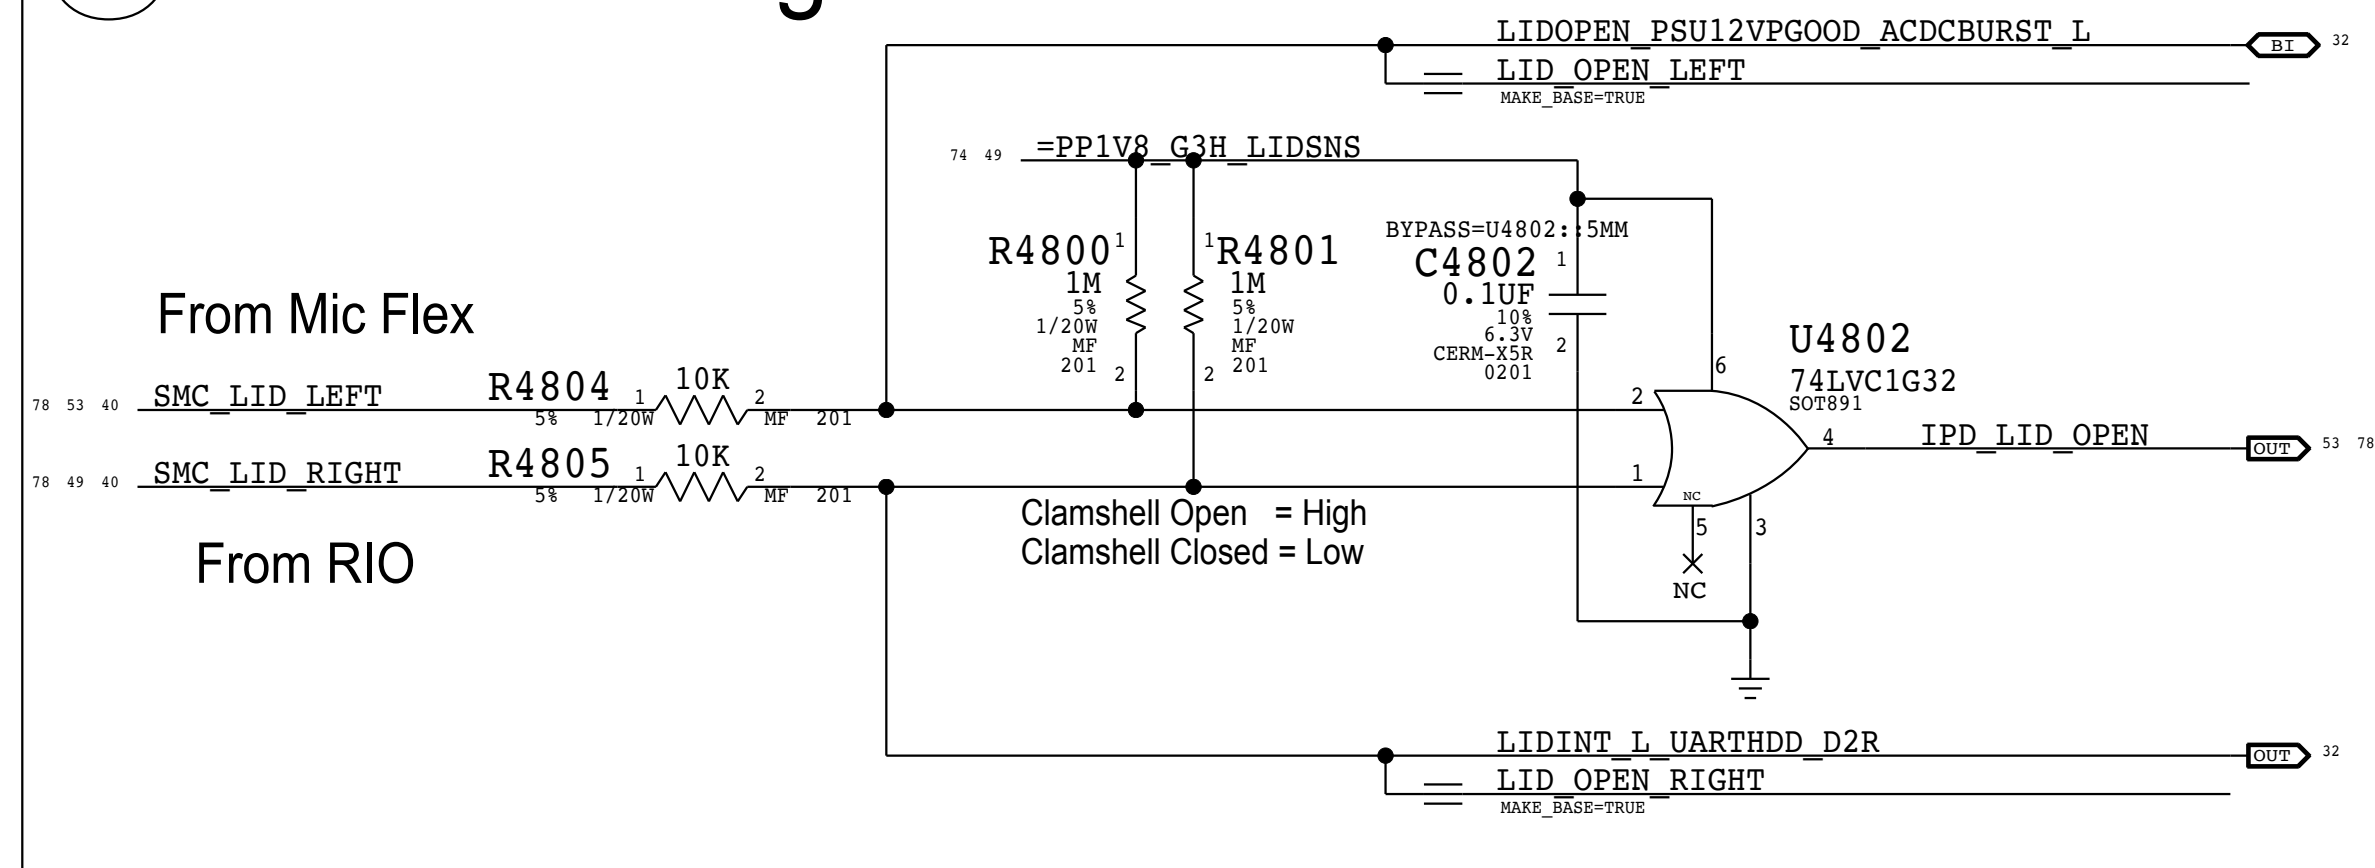 g
LIDOPEN_PSU12VPGOOD_ACDCBURST_L
BI
32
LID_OPEN_LEFT
MAKE_BASE=TRUE
74 49
=PP1V8_G3H_LIDSNS
BYPASS=U4802::5MM
R4800
1
1M
5%
1/20W
MF
201
2
1
R4801
1M
5%
1/20W
MF
201
2
C4802
1
0.1UF
10%
6.3V
CERM-X5R
0201
2
From Mic Flex
U4802
74LVC1G32
SOT891
6
78 53 40
SMC_LID_LEFT
R4804
1
10K
2
5%
1/20W
MF
201
2
4
IPD_LID_OPEN
OUT
53 78
78 49 40
SMC_LID_RIGHT
R4805
1
10K
2
5%
1/20W
MF
201
1
NC
5
3
NC
Clamshell Open = High
Clamshell Closed = Low
From RIO
LIDINT_L_UARTHDD_D2R
OUT
32
LID_OPEN_RIGHT
MAKE_BASE=TRUE